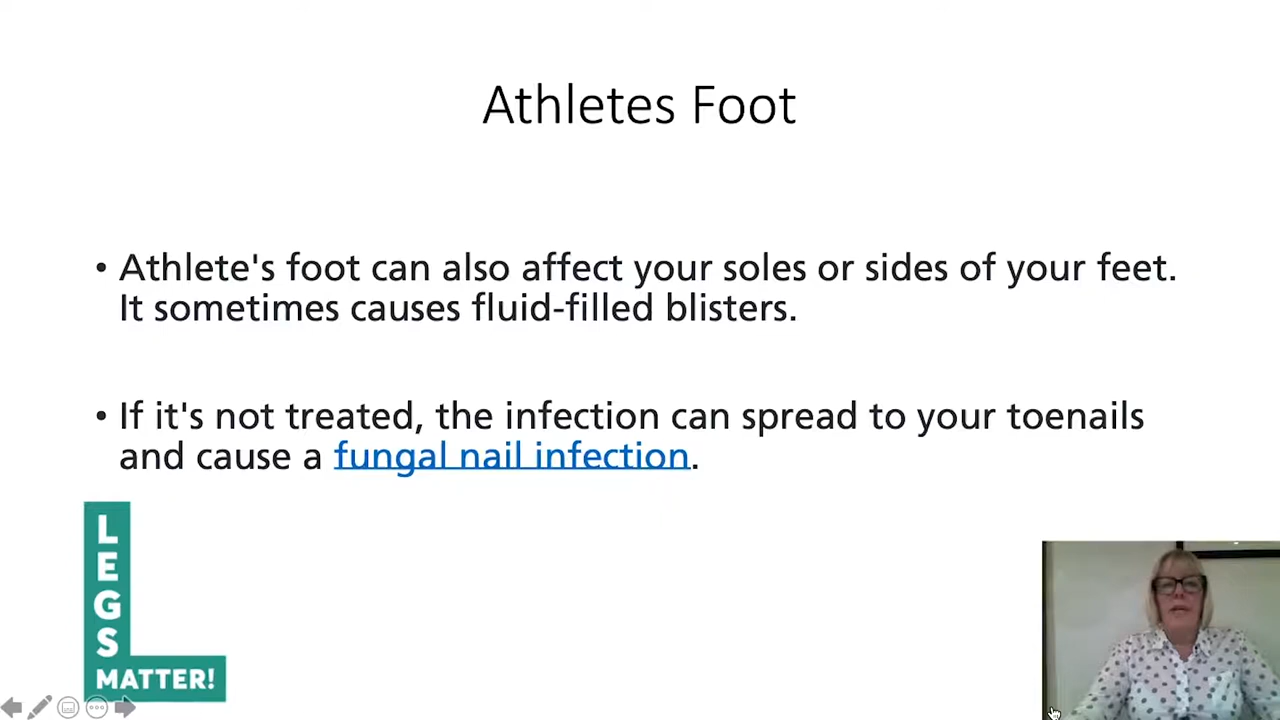 Athletes Foot
• Athlete's foot can also affect your soles or sides of your feet.
It sometimes causes fluid-filled blisters.
• If it's not treated, the infection can spread to your toenails
and cause a fungal nail infection.
LEGS
MATTER!